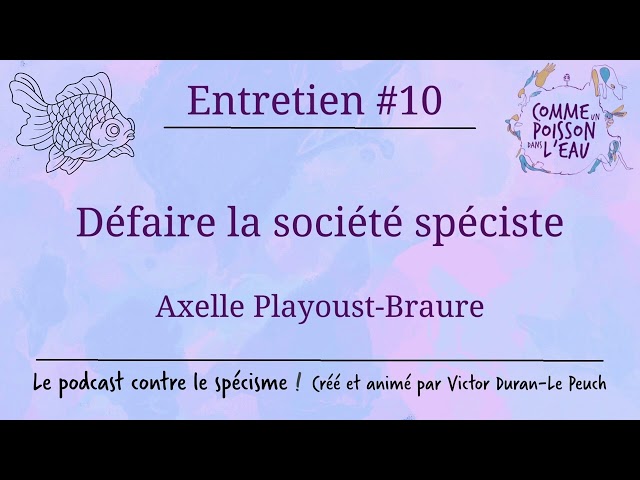 Entretien #10
COMME UN
POISSON
DANS L'EAU
Défaire la société spéciste
Axelle Playoust-Braure
Le podcast contre le spécisme ! Créé et animé par Victor Duran-Le Peuch